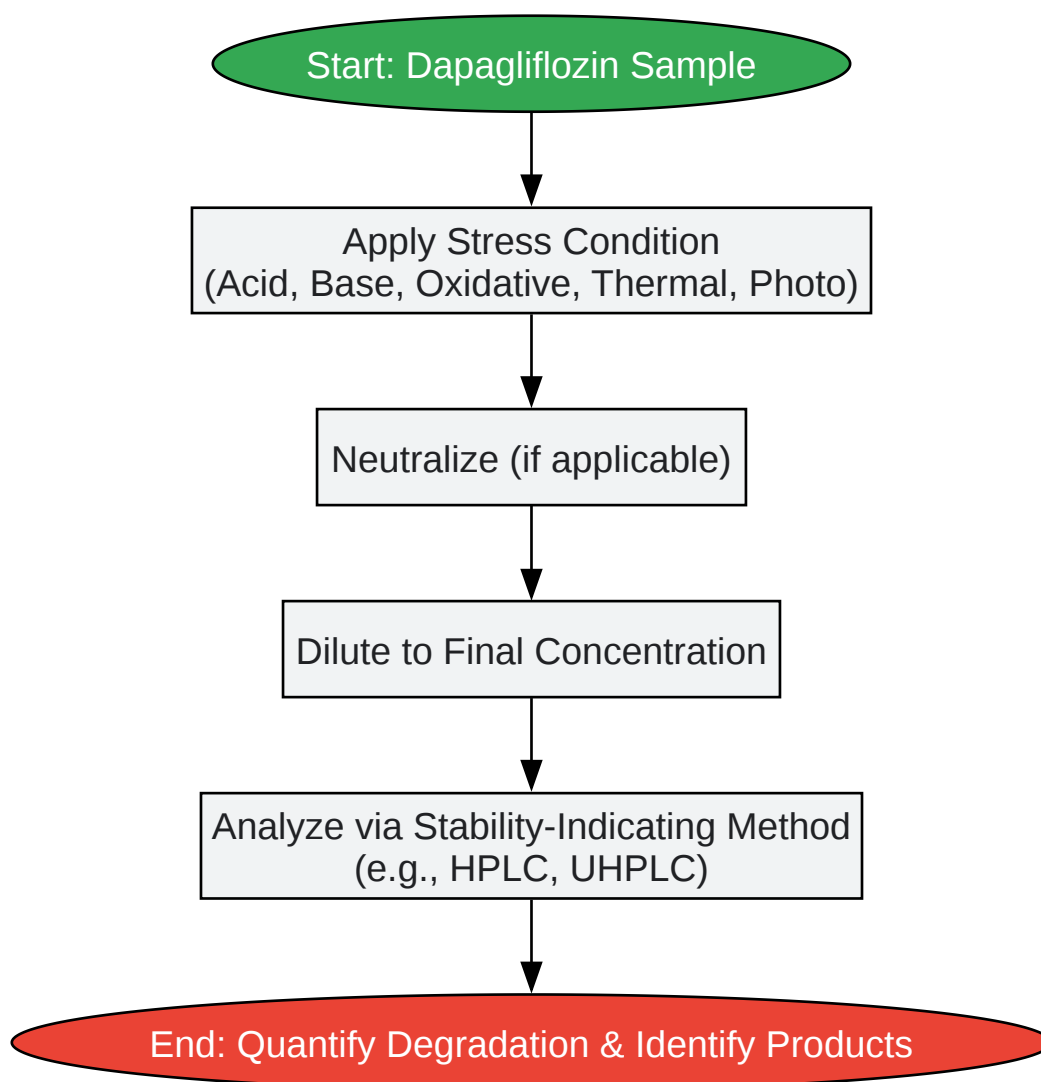 Start: Dapagliflozin Sample
Apply Stress Condition
(Acid, Base, Oxidative, Thermal, Photo)
Neutralize (if applicable)
Dilute to Final Concentration
Analyze via Stability-Indicating Method
(e.g., HPLC, UHPLC)
End: Quantify Degradation & Identify Products